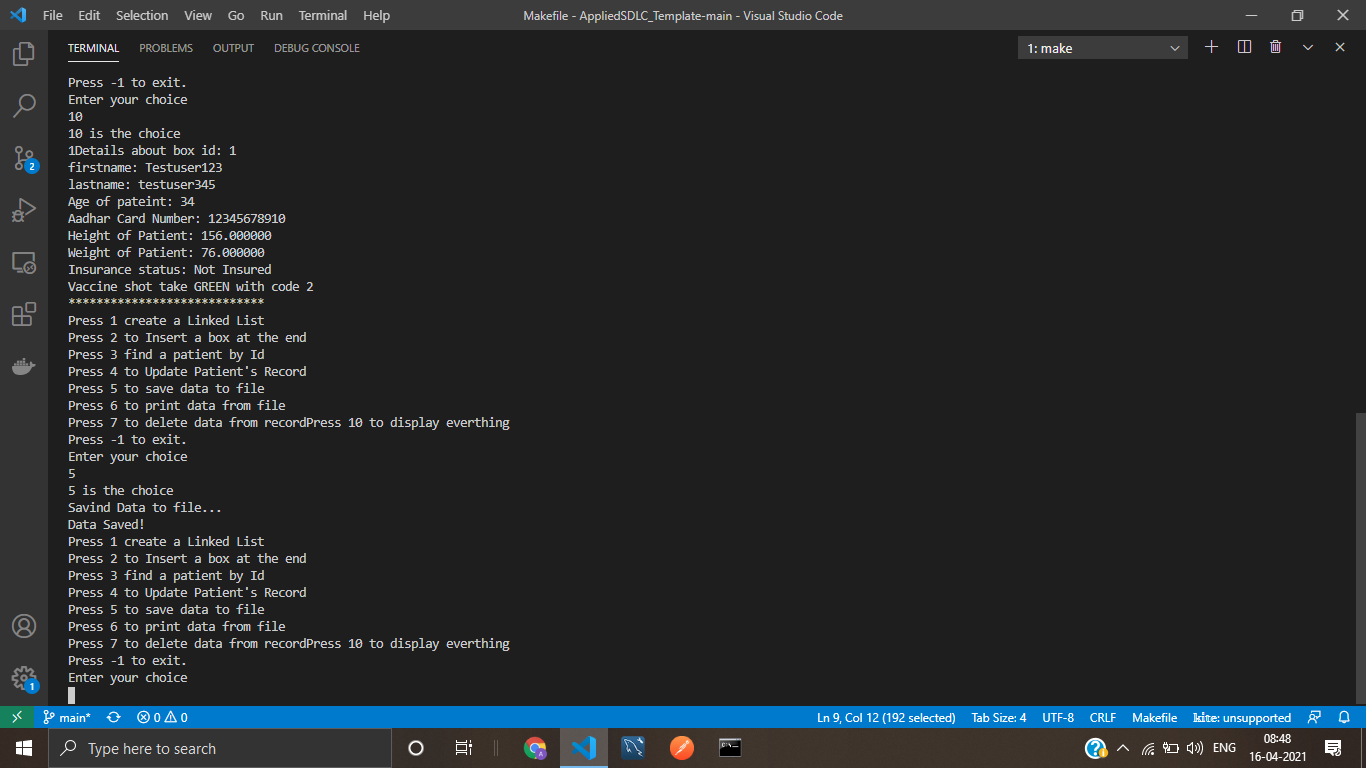 File Edit Selection View Go Run Terminal Help Makefile - AppliedSDLC_Template-main - Visual Studio Code
TERMINAL PROBLEMS OUTPUT DEBUG CONSOLE 1: make
Press -1 to exit.
Enter your choice
10
10 is the choice
1Details about box id: 1
firstname: Testuser123
lastname: testuser345
Age of pateint: 34
Aadhar Card Number: 12345678910
Height of Patient: 156.000000
Weight of Patient: 76.000000
Insurance status: Not Insured
Vaccine shot take GREEN with code 2
****************************
Press 1 create a Linked List
Press 2 to Insert a box at the end
Press 3 find a patient by Id
Press 4 to Update Patient's Record
Press 5 to save data to file
Press 6 to print data from file
Press 7 to delete data from recordPress 10 to display everthing
Press -1 to exit.
Enter your choice
5
5 is the choice
Savind Data to file...
Data Saved!
Press 1 create a Linked List
Press 2 to Insert a box at the end
Press 3 find a patient by Id
Press 4 to Update Patient's Record
Press 5 to save data to file
Press 6 to print data from file
Press 7 to delete data from recordPress 10 to display everthing
Press -1 to exit.
Enter your choice
2
1
main* 0 0 Ln 9, Col 12 (192 selected) Tab Size: 4 UTF-8 CRLF Makefile kite: unsupported
Type here to search ENG 08:48
16-04-2021